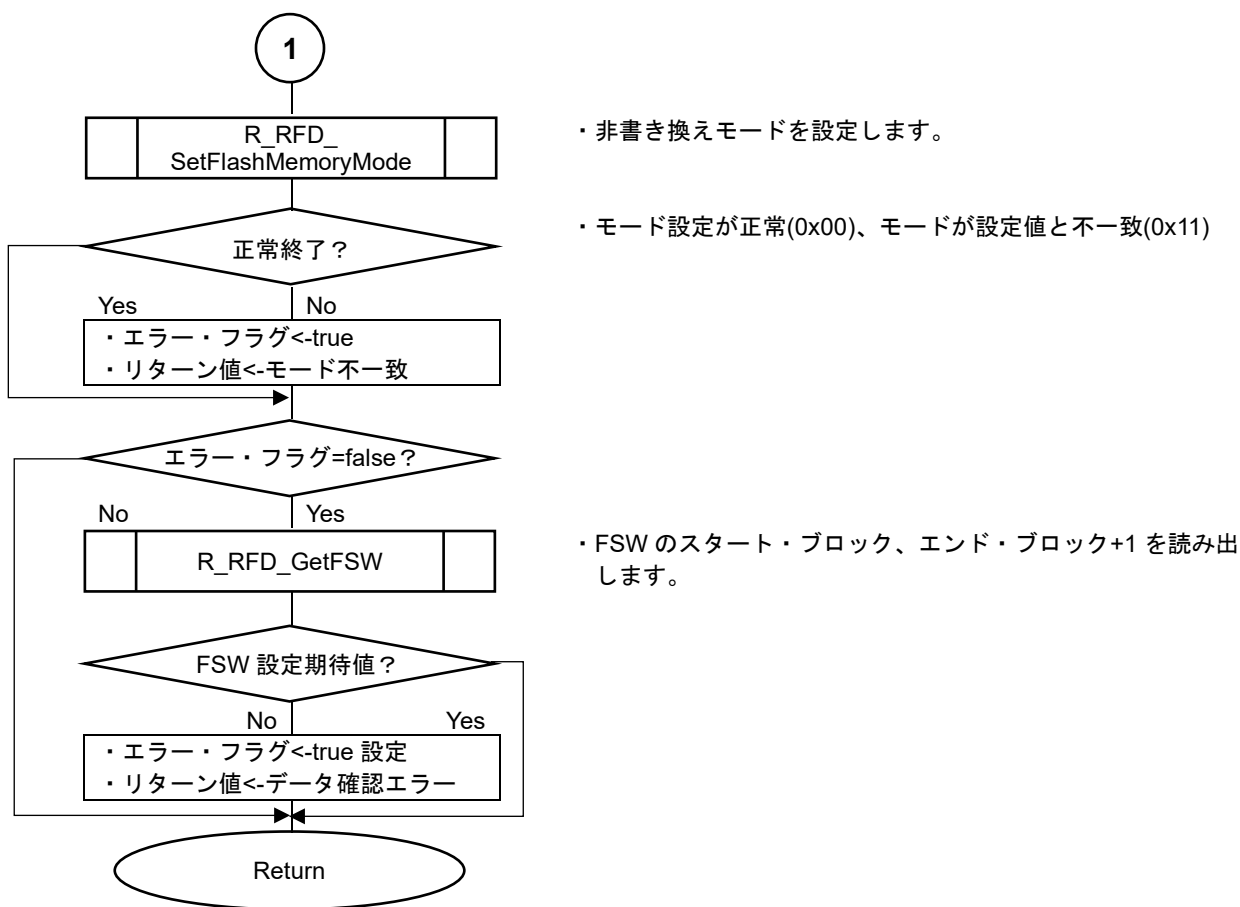 1
R_RFD_
SetFlashMemoryMode
・非書き換えモードを設定します。
・モード設定が正常(0x00)、モードが設定値と不一致(0x11)
正常終了？
Yes
No
・エラー・フラグ<-true
・リターン値<-モード不一致
エラー・フラグ=false？
No
Yes
R_RFD_GetFSW
・FSW のスタート・ブロック、エンド・ブロック+1 を読み出
します。
FSW 設定期待値？
No
Yes
・エラー・フラグ<-true 設定
・リターン値<-データ確認エラー
Return